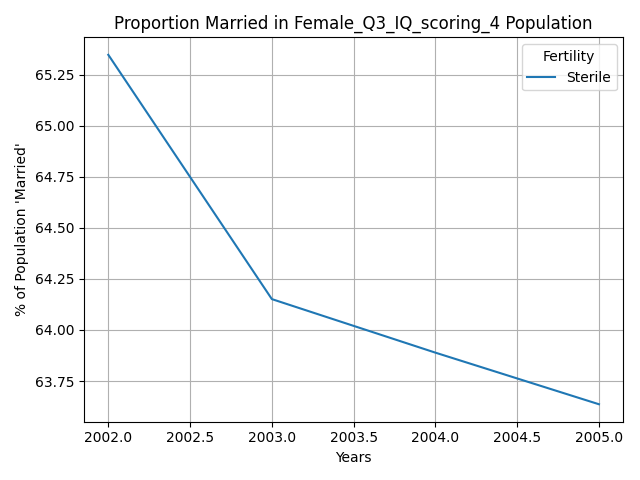 Proportion Married in Female_Q3_IQ_scoring_4 Population
Fertility
Sterile
% of Population 'Married'
65.25
65.00
64.75
64.50
64.25
64.00
63.75
2002.0 2002.5 2003.0 2003.5 2004.0 2004.5 2005.0
Years